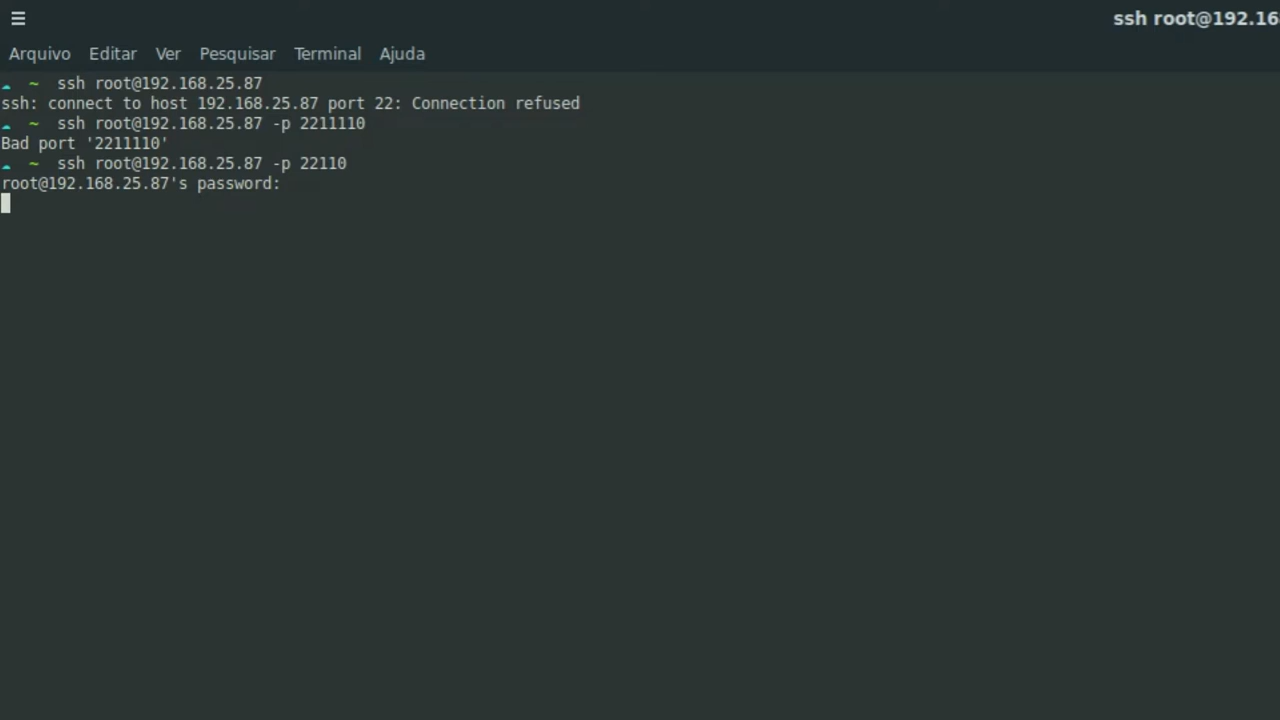 ☰ ssh root@192.16
Arquivo Editar Ver Pesquisar Terminal Ajuda
~ ssh root@192.168.25.87
ssh: connect to host 192.168.25.87 port 22: Connection refused
~ ssh root@192.168.25.87 -p 2211110
Bad port '2211110'
~ ssh root@192.168.25.87 -p 22110
root@192.168.25.87's password: